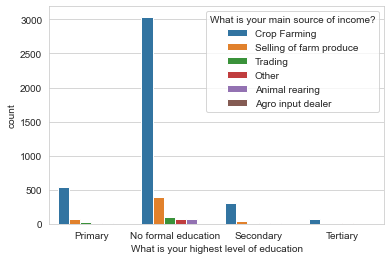 What is your main source of income?
Crop Farming
Selling of farm produce
Trading
Other
Animal rearing
Agro input dealer
3000
2500
2000
1500
1000
500
0
count
Primary No formal education Secondary Tertiary
What is your highest level of education